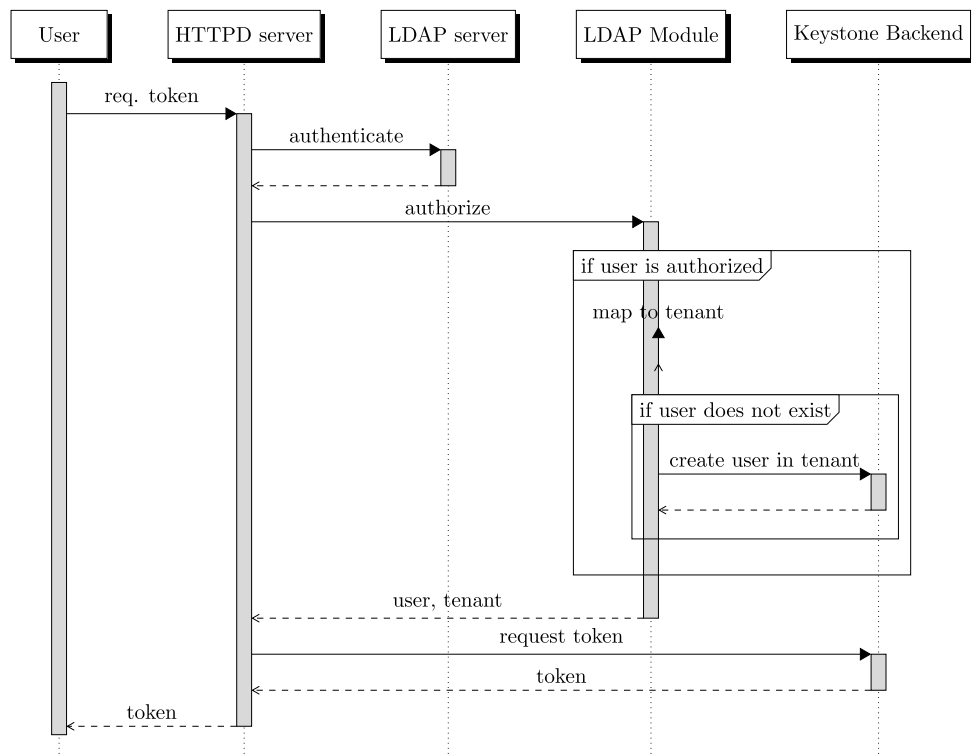 User
HTTPD server
LDAP server
LDAP Module
Keystone Backend
req. token
authenticate
authorize
if user is authorized
map to tenant
if user does not exist
create user in tenant
user, tenant
request token
token
token